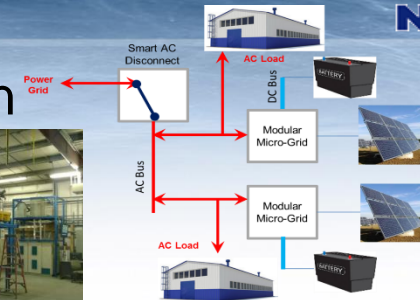 N
Smart AC
Disconnect
AC Load
Power
Grid
n
DC Bus
BATTERY
Modular
Micro-Grid
AC Bus
Modular
Micro-Grid
AC Load
BATTERY